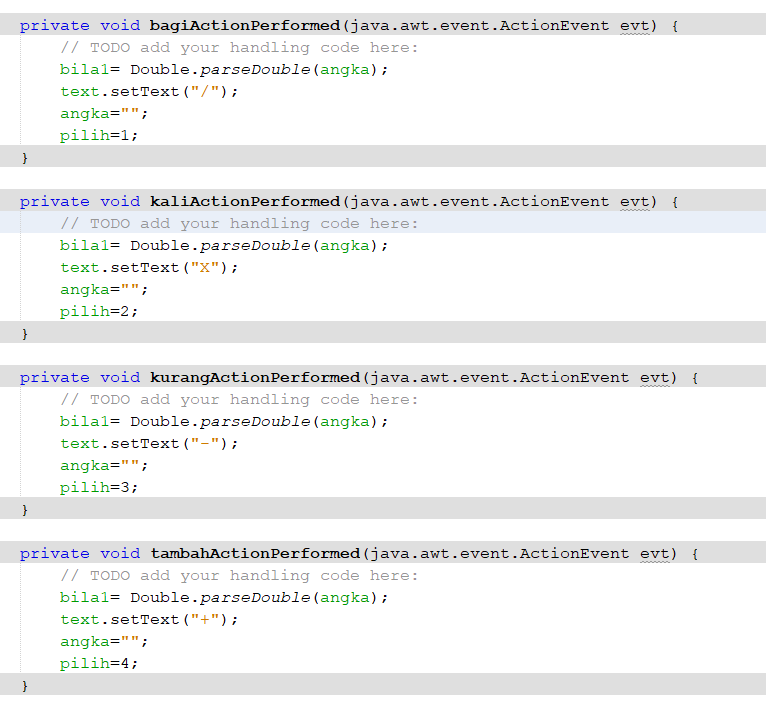 private void bagiActionPerformed(java.awt.event.ActionEvent evt) {
// TODO add your handling code here:
bila1= Double.parseDouble(angka);
text.setText("/");
angka="";
pilih=1;
}
private void kaliActionPerformed(java.awt.event.ActionEvent evt) {
// TODO add your handling code here:
bila1= Double.parseDouble(angka);
text.setText("X");
angka="";
pilih=2;
}
private void kurangActionPerformed(java.awt.event.ActionEvent evt) {
// TODO add your handling code here:
bila1= Double.parseDouble(angka);
text.setText("-");
angka="";
pilih=3;
}
private void tambahActionPerformed(java.awt.event.ActionEvent evt) {
// TODO add your handling code here:
bila1= Double.parseDouble(angka);
text.setText("+");
angka="";
pilih=4;
}